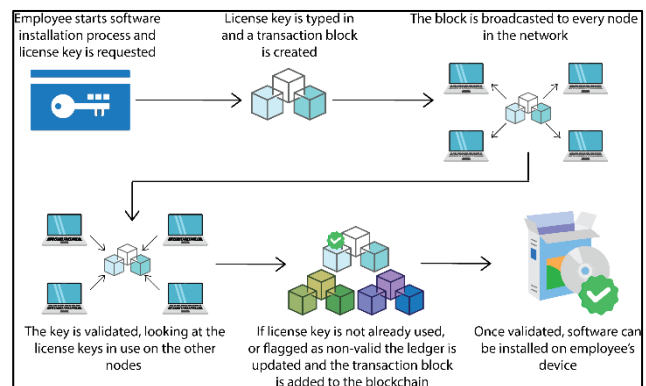 Employee starts software
installation process and
license key is requested
License key is typed in
and a transaction block
is created
The block is broadcasted to every node
in the network
The key is validated, looking at the
license keys in use on the other
nodes
If license key is not already used,
or flagged as non-valid the ledger is
updated and the transaction block
is added to the blockchain
Once validated, software can
be installed on employee's
device